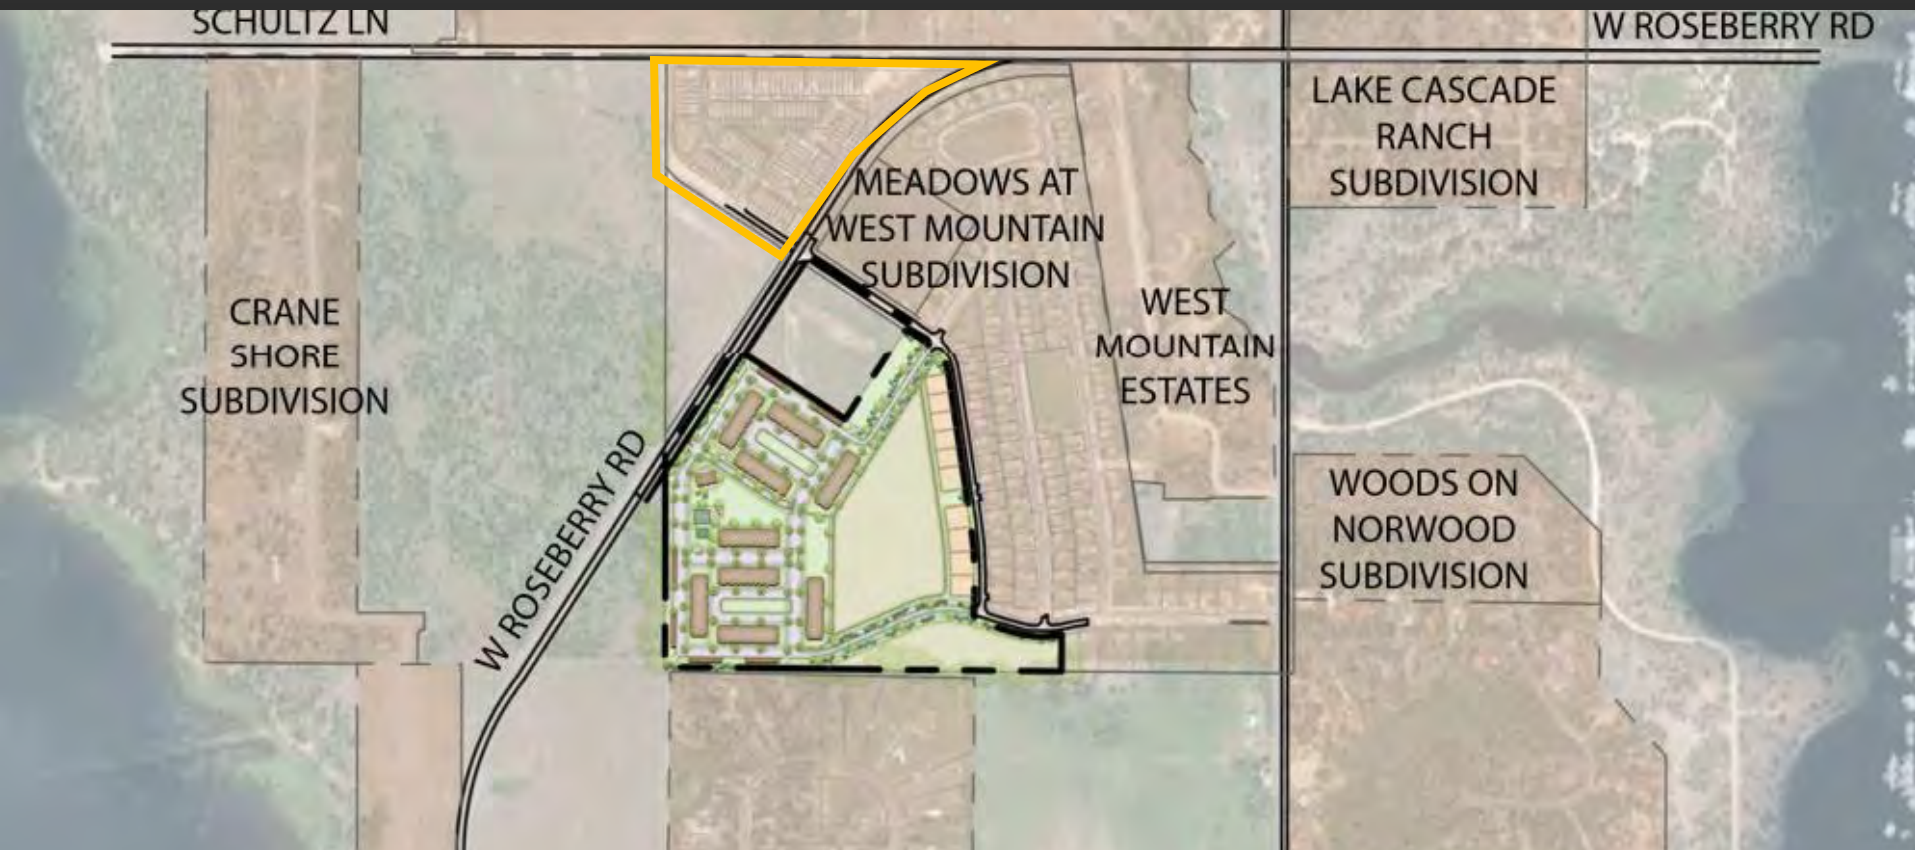 SCHULTZ LN
W ROSEBERRY RD
LAKE CASCADE
RANCH
SUBDIVISION
MEADOWS AT
WEST MOUNTAIN
SUBDIVISION
CRANE
SHORE
SUBDIVISION
WEST
MOUNTAIN
ESTATES
W ROSEBERRY RD
WOODS ON
NORWOOD
SUBDIVISION